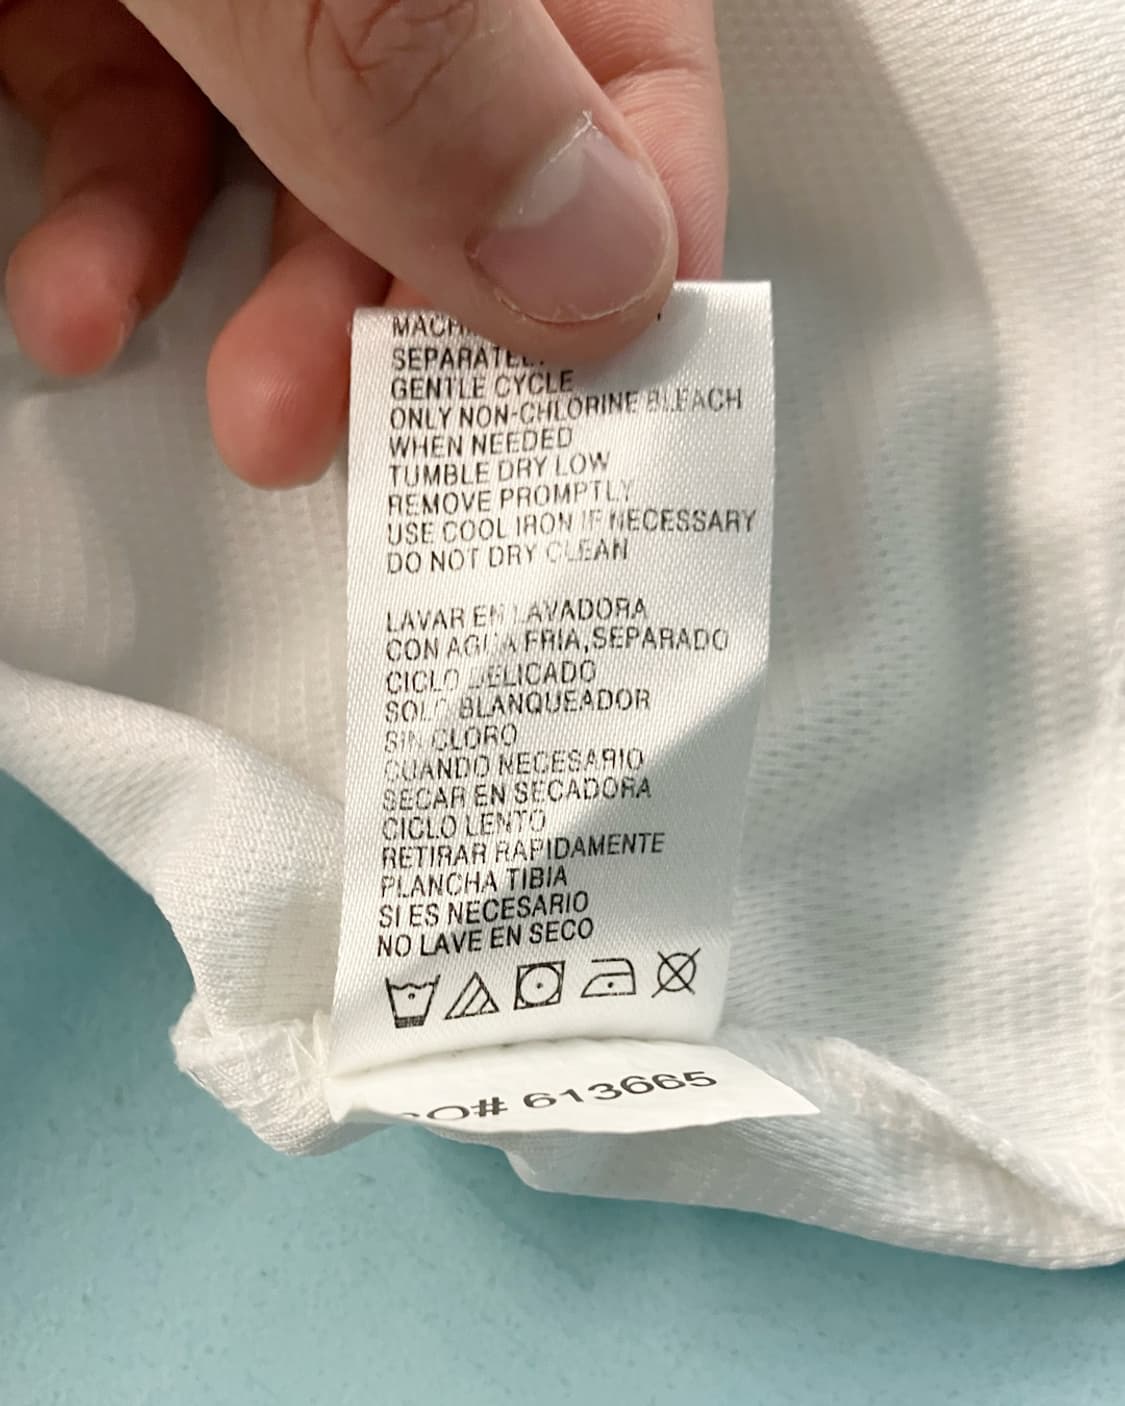 SEPARATELY
GENTLE CYCLE
ONLY NON-CHLORINE BLEACH
WHEN NEEDED
TUMBLE DRY LOW
REMOVE PROMPTLY
USE COOL IRON IF NECESSARY
DO NOT DRY CLEAN
LAVAR EN LAVADORA
CON AGUA FRIA,SEPARADO
CICLO DELICADO
SOLO BLANQUEADOR
SIN CLORO
CUANDO NECESARIO
SECAR EN SECADORA
CICLO LENTO
RETIRAR RAPIDAMENTE
PLANCHA TIBIA
SI ES NECESARIO
NO LAVE EN SECO
613665